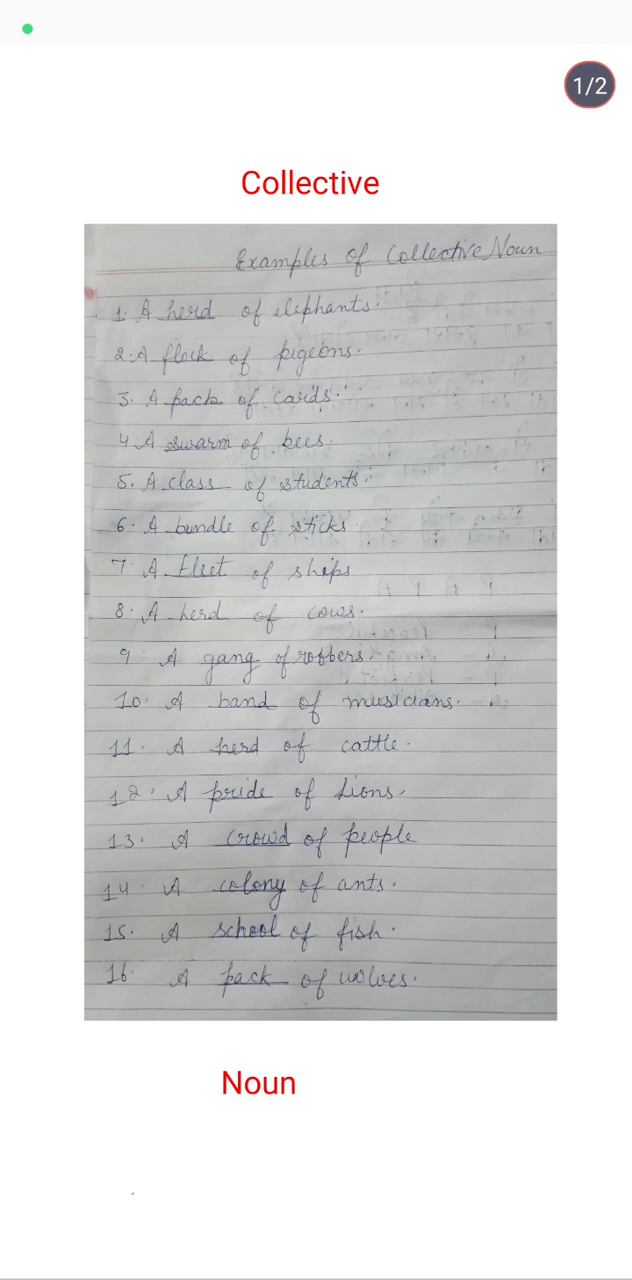 1/2
Collective
Examples of Collective Noun
1. A herd of elephants.
2. A flock of pigeons.
3. A pack of cards.
4 A swarm of bees.
5. A class of students.
6. A bundle of sticks.
7. A fleet of ships
8. A herd of cows.
9. A gang of robbers.
10. A band of musicians.
11. A herd of cattle.
12. A pride of Lions.
13. A crowd of people
14. A colony of ants.
15. A school of fish.
16. A pack of wolves.
Noun